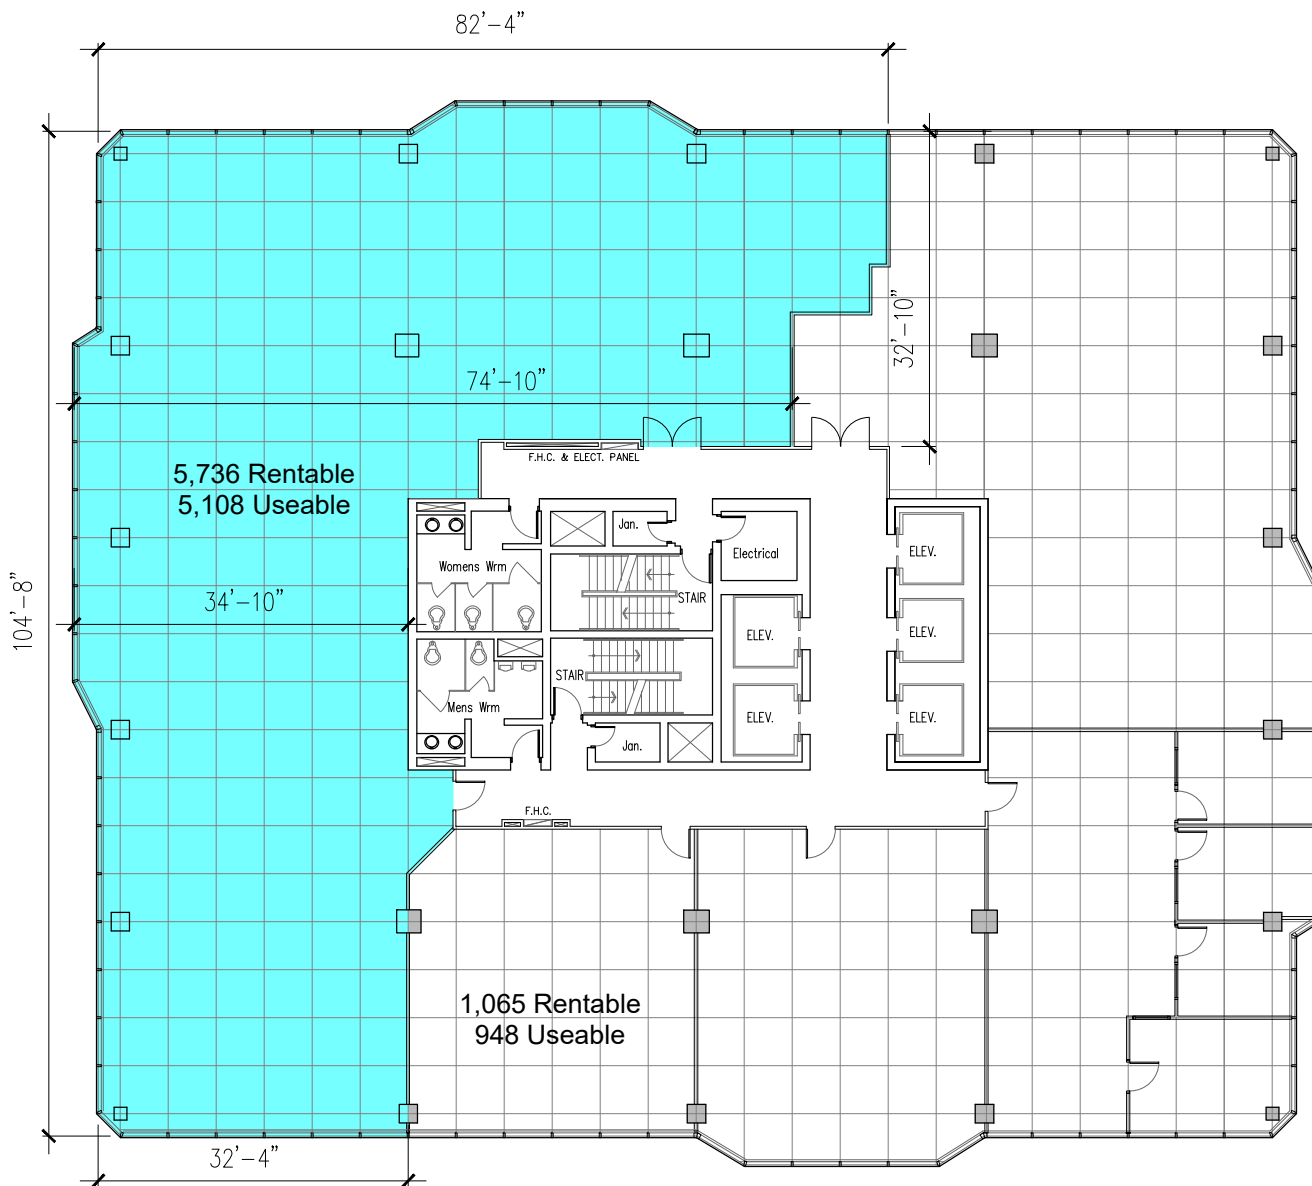 82'-4"
32'-10"
74'-10"
F.H.C. & ELECT. PANEL
5,736 Rentable
5,108 Useable
Jan.
Electrical
ELEV.
Womens Wrm
STAIR
34'-10"
104'-8"
ELEV.
ELEV.
STAIR
Mens Wrm
ELEV.
ELEV.
Jan.
F.H.C.
1,065 Rentable
948 Useable
32'-4"